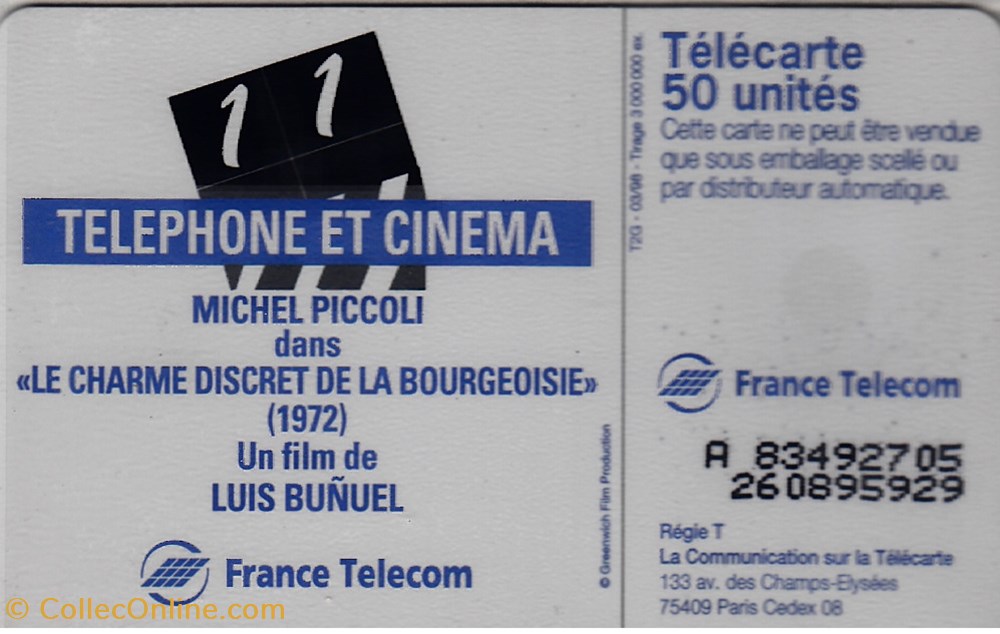 11
TELEPHONE ET CINEMA
MICHEL PICCOLI
dans
«LE CHARME DISCRET DE LA BOURGEOISIE»
(1972)
Un film de
LUIS BUÑUEL
France Telecom
© Greenwich Film Production
T2G - 03/98 - Tirage 3 000 000 ex.
Télécarte
50 unités
Cette carte ne peut être vendue
que sous emballage scellé ou
par distributeur automatique.
France Telecom
A 83492705
260895929
Régie T
La Communication sur la Télécarte
133 av. des Champs-Elysées
75409 Paris Cedex 08
© CollecOnline.com